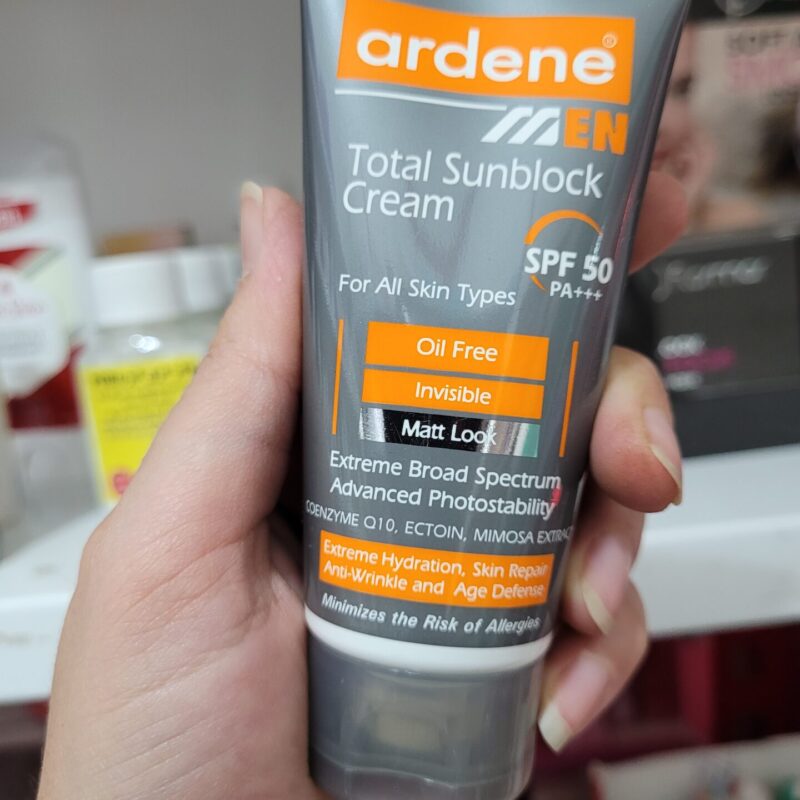 ardene®
MEN
Total Sunblock
Cream
SPF 50
PA+++
For All Skin Types
Oil Free
Invisible
Matt Look
Extreme Broad Spectrum
Advanced Photostability
COENZYME Q10, ECTOIN, MIMOSA EXTRACT
Extreme Hydration, Skin Repair
Anti-Wrinkle and Age Defense
Minimizes the Risk of Allergies